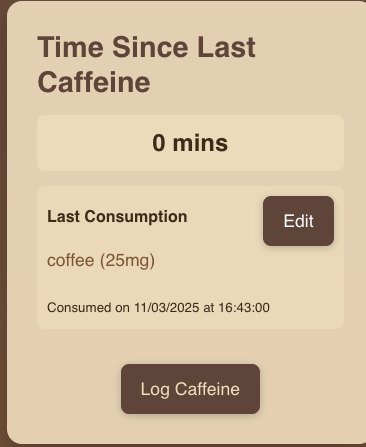 Time Since Last
Caffeine
0 mins
Last Consumption
Edit
coffee (25mg)
Consumed on 11/03/2025 at 16:43:00
Log Caffeine